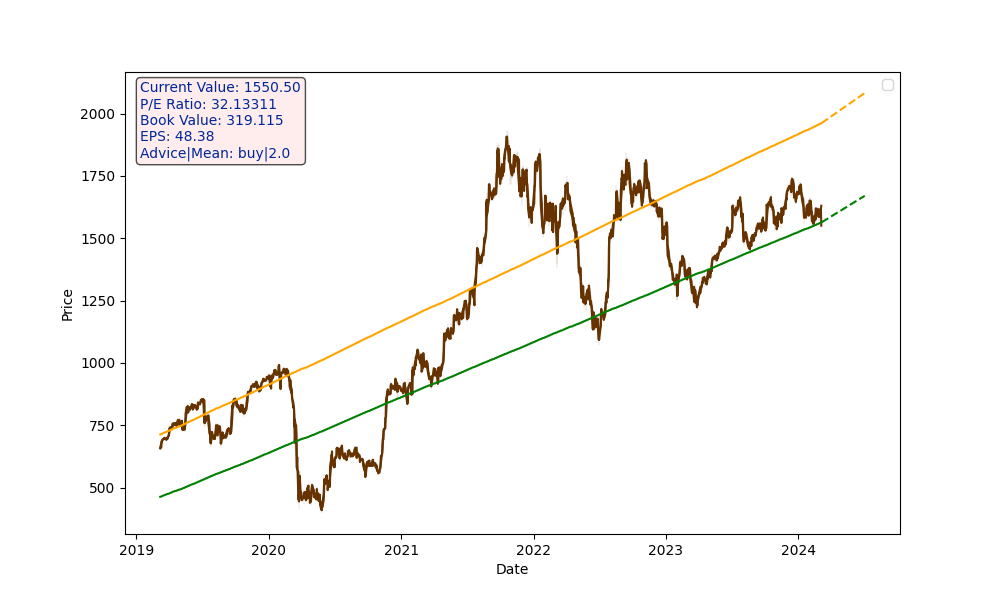 Current Value: 1550.50
P/E Ratio: 32.13311
Book Value: 319.115
EPS: 48.38
Advice|Mean: buy|2.0
Price
2000
1750
1500
1250
1000
750
500
2019 2020 2021 2022 2023 2024
Date